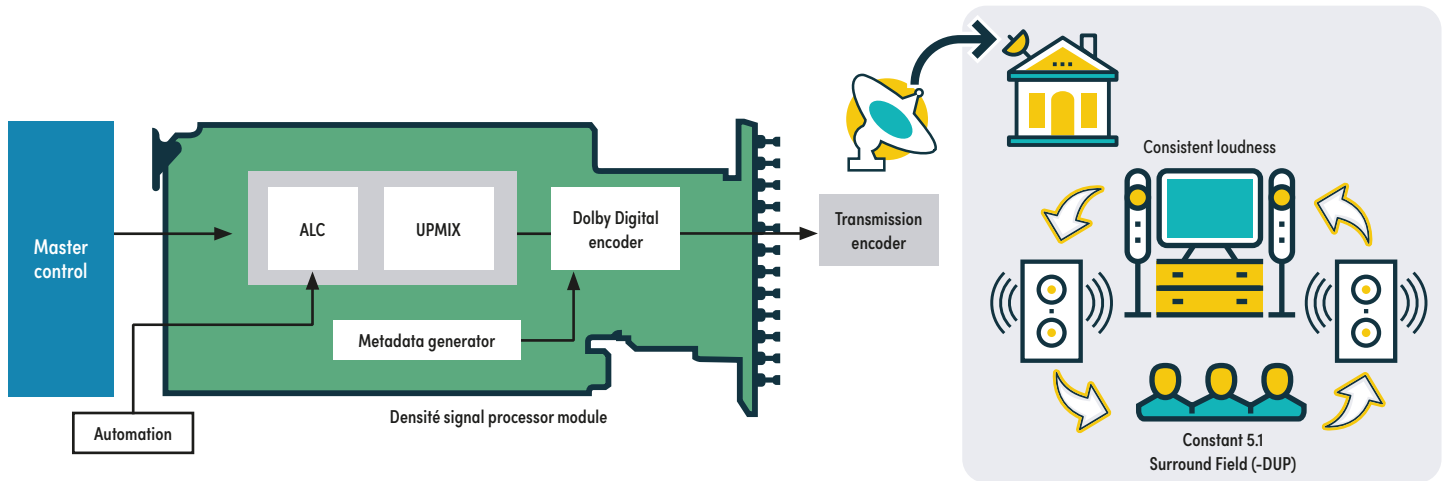 Master
control
ALC
UPMIX
Dolby Digital
encoder
Metadata generator
Automation
Densité signal processor module
Transmission
encoder
Consistent loudness
Constant 5.1
Surround Field (-DUP)